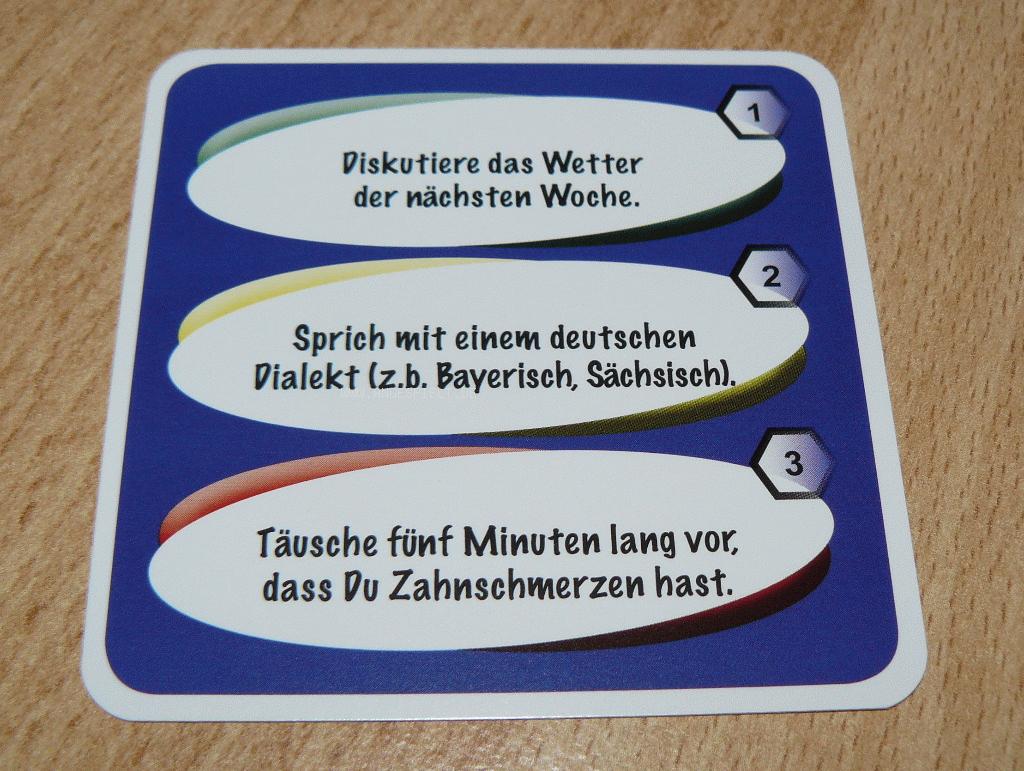 1
Diskutiere das Wetter
der nächsten Woche.
2
Sprich mit einem deutschen
Dialekt (z.b. Bayerisch, Sächsisch).
3
Täusche fünf Minuten lang vor,
dass Du Zahnschmerzen hast.